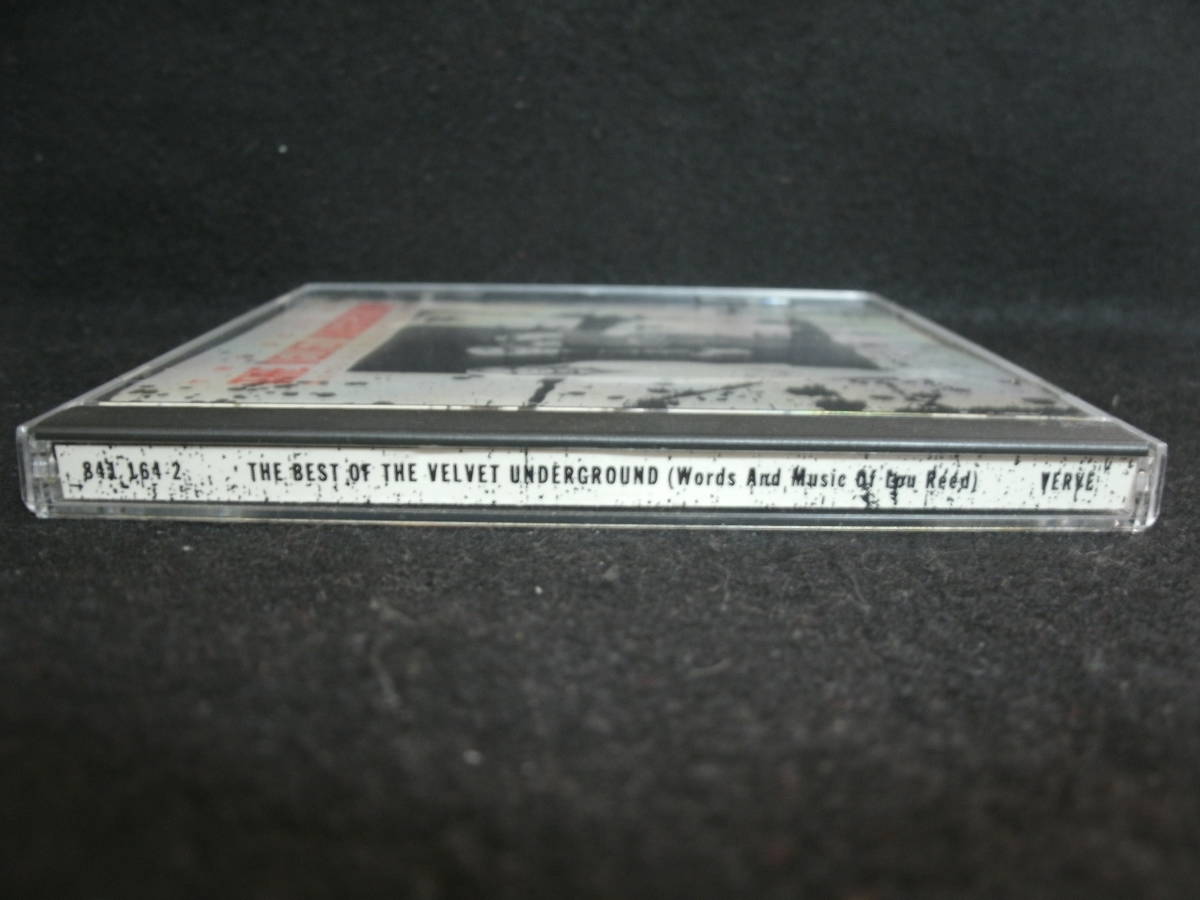 841 164-2 THE BEST OF THE VELVET UNDERGROUND (Words And Music Of Lou Reed) VERVE